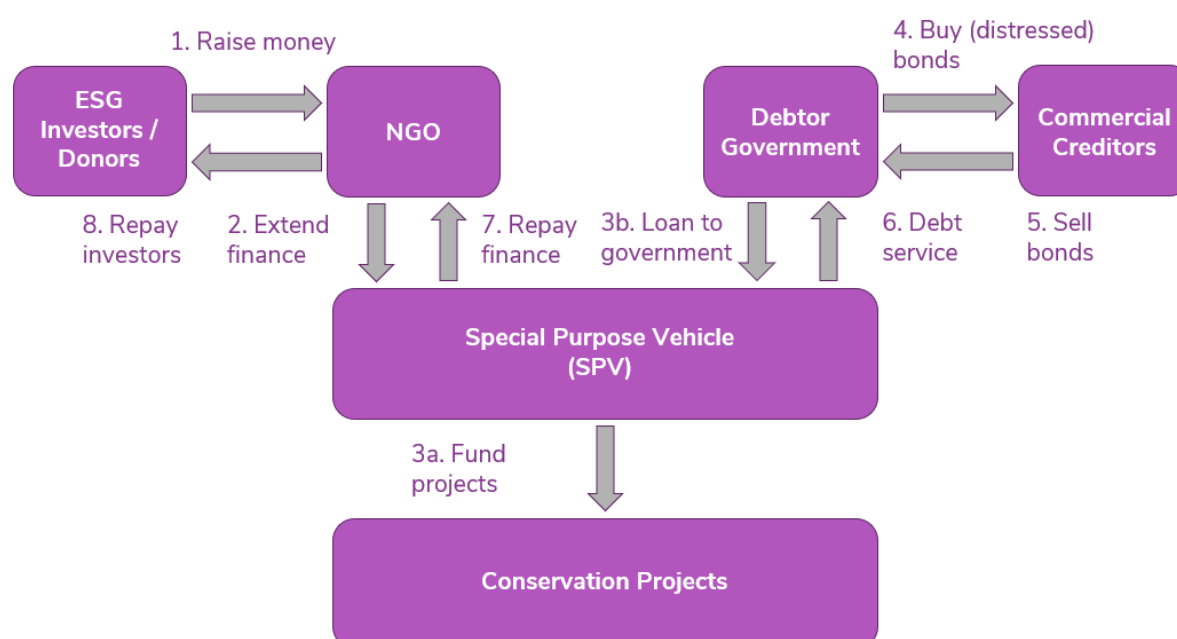 1. Raise money
4. Buy (distressed)
bonds
ESG
Investors /
Donors
NGO
Debtor
Government
Commercial
Creditors
8. Repay
investors
2. Extend
finance
7. Repay
finance
3b. Loan to
government
6. Debt
service
5. Sell
bonds
Special Purpose Vehicle
(SPV)
3a. Fund
projects
Conservation Projects